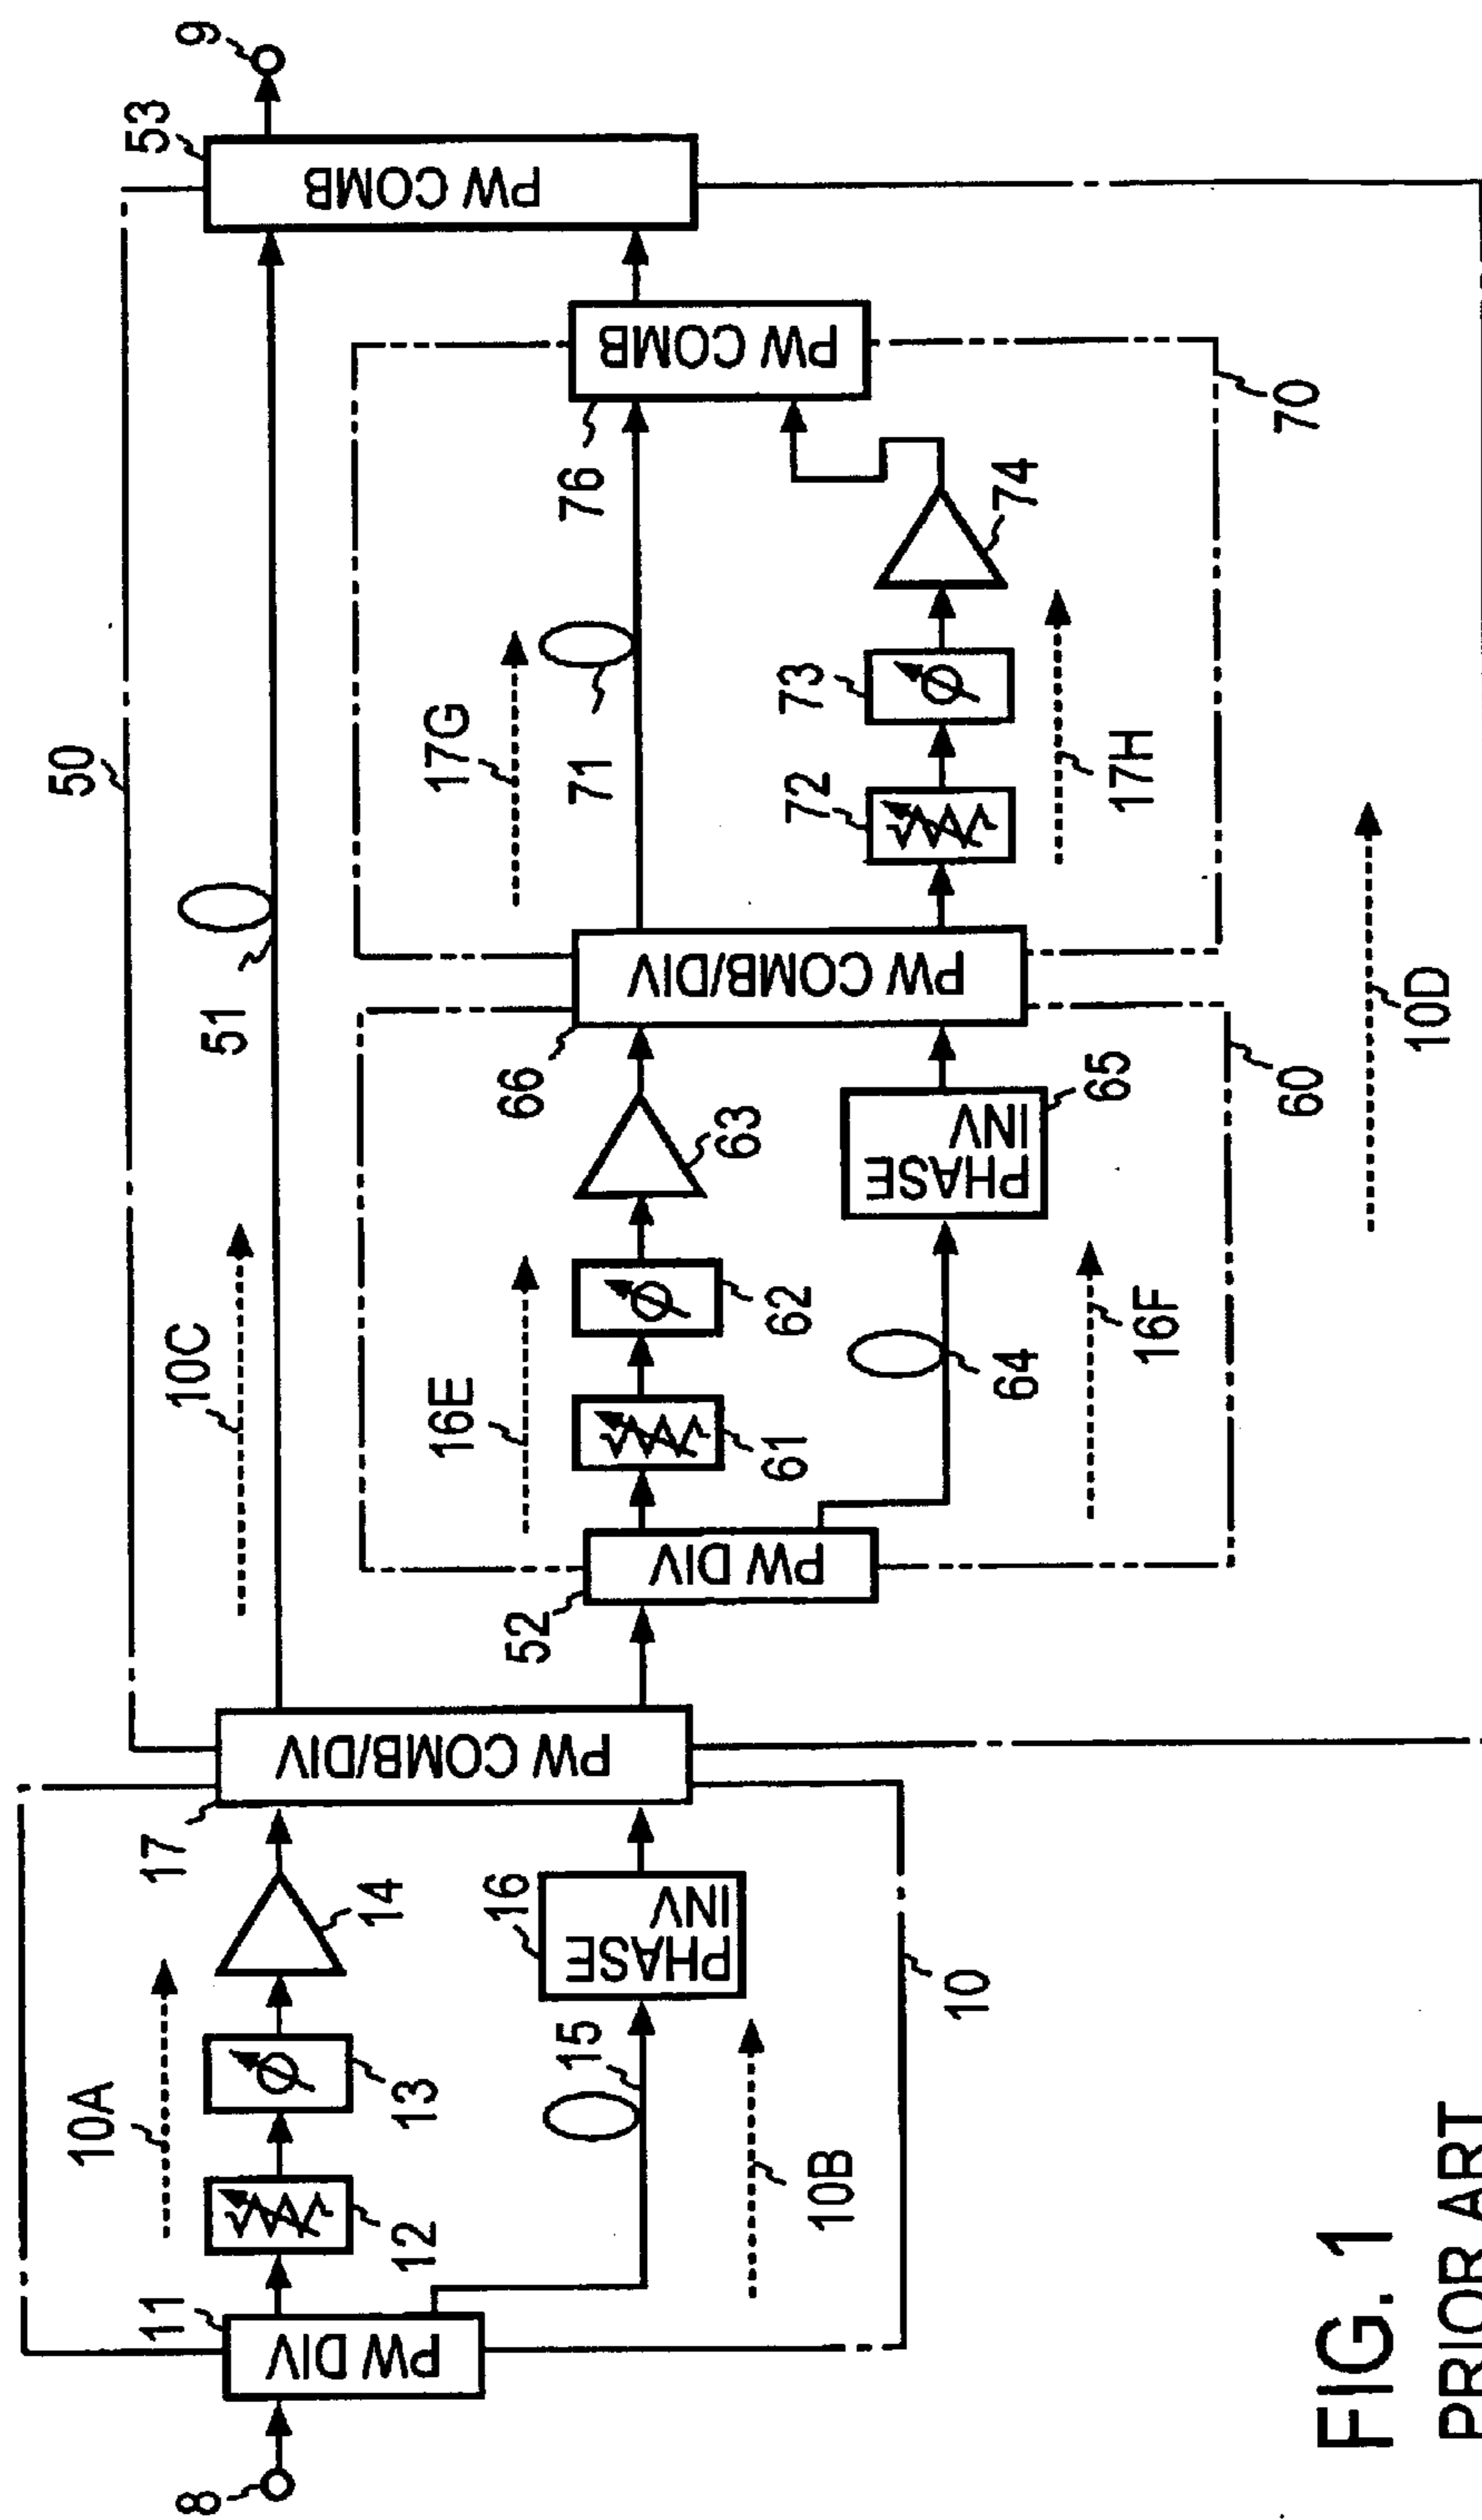 8
11
PW DIV
12
13
14
10A
15
PHASE
INV
16
10B
10
17
PW COMB/DIV
10C
50
51
52
PW DIV
16E
61
62
63
64
PHASE
INV
65
16F
60
66
PW COMB/DIV
17G
71
72
73
74
17H
76
PW COMB
70
10D
53
PW COMB
9
FIG. 1
PRIOR ART